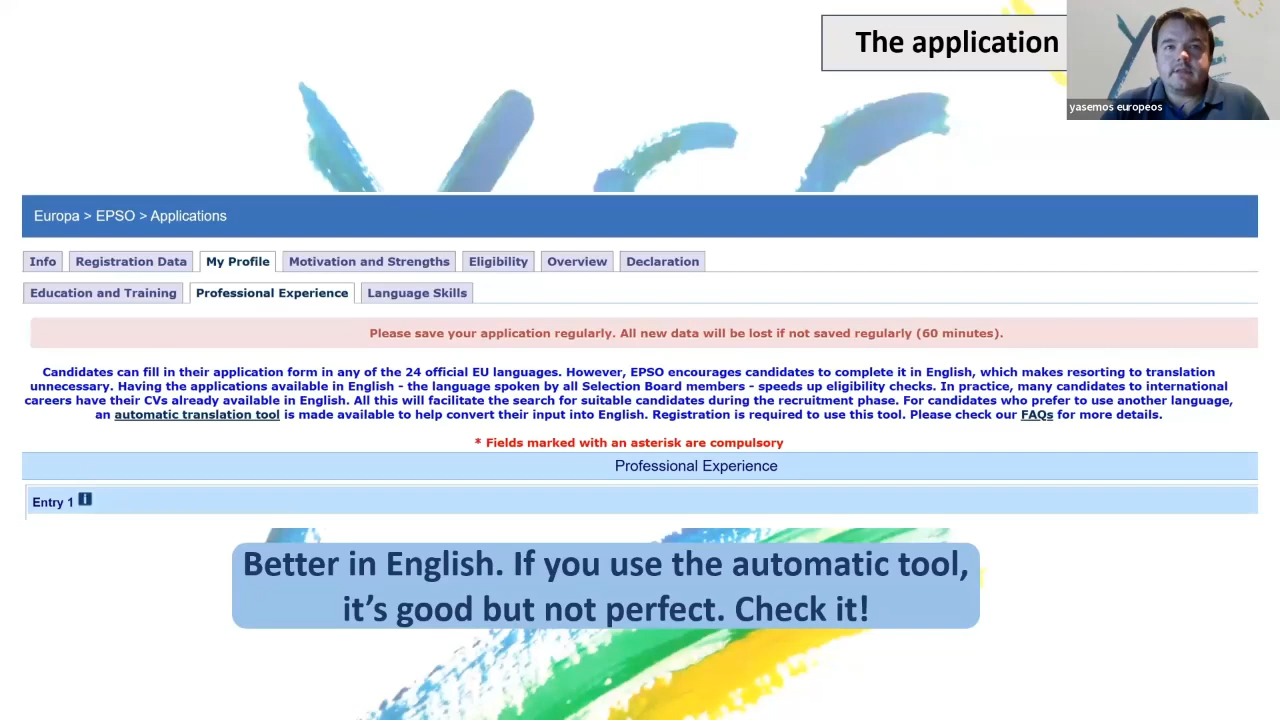 The application
yasemos europeos
Europa > EPSO > Applications
Info Registration Data My Profile Motivation and Strengths Eligibility Overview Declaration
Education and Training Professional Experience Language Skills
Please save your application regularly. All new data will be lost if not saved regularly (60 minutes).
Candidates can fill in their application form in any of the 24 official EU languages. However, EPSO encourages candidates to complete it in English, which makes resorting to translation
unnecessary. Having the applications available in English - the language spoken by all Selection Board members - speeds up eligibility checks. In practice, many candidates to international
careers have their CVs already available in English. All this will facilitate the search for suitable candidates during the recruitment phase. For candidates who prefer to use another language,
an automatic translation tool is made available to help convert their input into English. Registration is required to use this tool. Please check our FAQs for more details.
* Fields marked with an asterisk are compulsory
Professional Experience
Entry 1 i
Better in English. If you use the automatic tool,
it's good but not perfect. Check it!